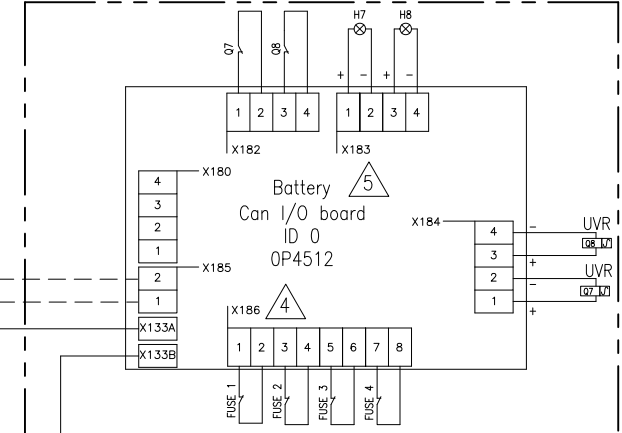 H7 H8
Q7 Q8
+ - + -
1 2 3 4 1 2 3 4
X182 X183
X180
4
3
2
1
Battery 5
Can I/O board
ID 0
OP4512
X184
4 - UVR
Q8
3 +
2 - UVR
Q7
1 +
X185
2
1
X133A
X133B
X186 4
1 2 3 4 5 6 7 8
FUSE 1 FUSE 2 FUSE 3 FUSE 4